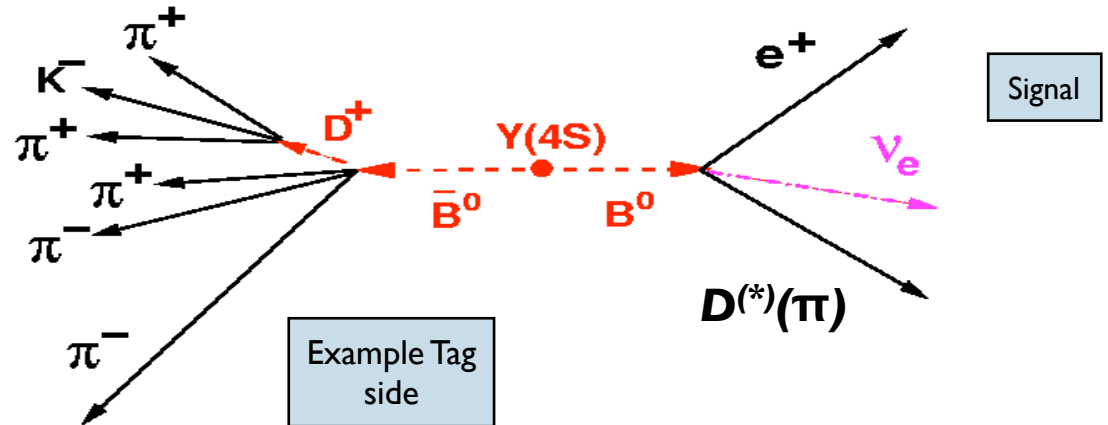 π+
K−
π+
D+
π+
π−
π−
B̄⁰
Υ(4S)
B⁰
e+
νe
D(*)(π)
Signal
Example Tag
side